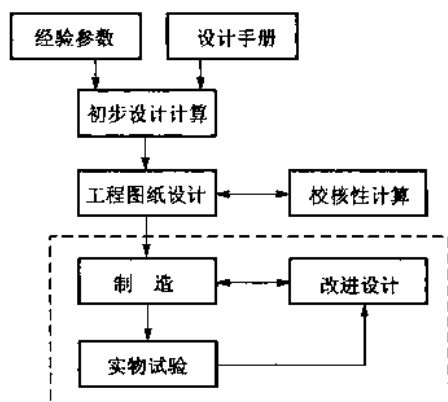 经验参数
设计手册
初步设计计算
工程图纸设计
校核性计算
制 造
改进设计
实物试验